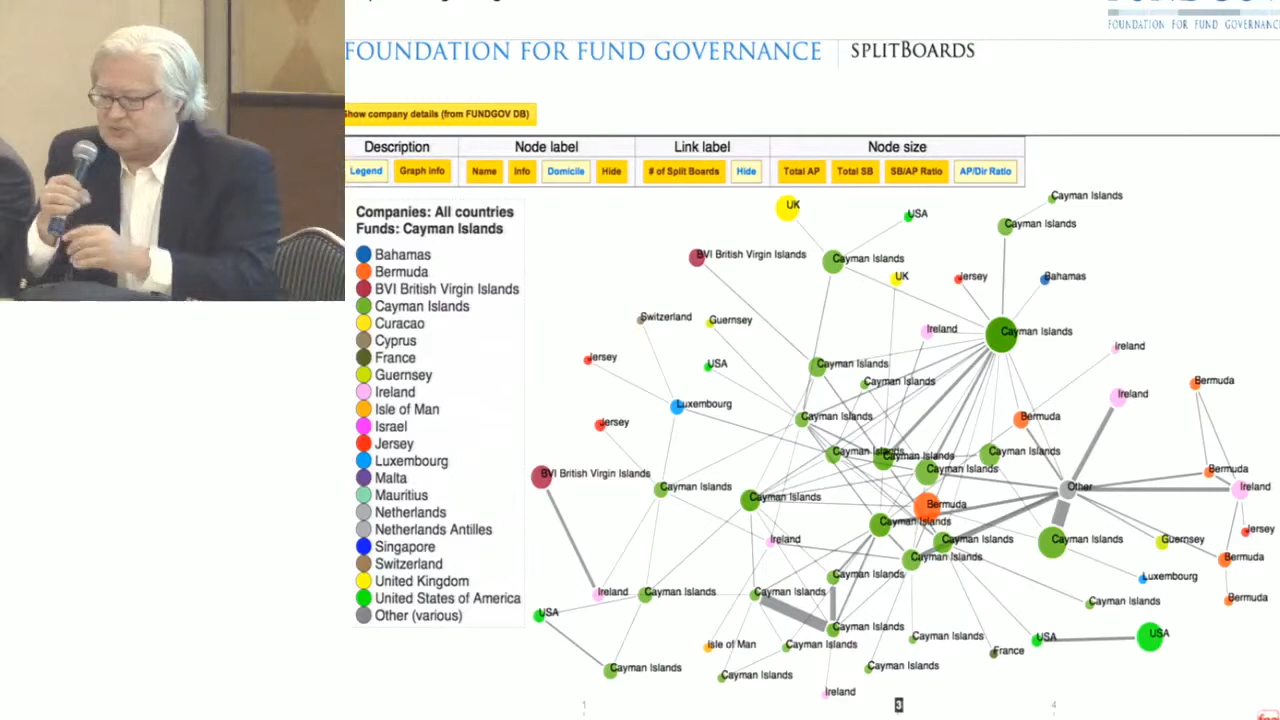 FOUNDATION FOR FUND GOVERNANCE
FOUNDATION FOR FUND GOVERNANCE SPLITBOARDS
Show company details (from FUNDGOV DB)
Description Node label Link label Node size
Legend Graph info Name Info Domicile Hide # of Split Boards Hide Total AP Total SB SB/AP Ratio AP/Dir Ratio
Companies: All countries
Funds: Cayman Islands
Bahamas
Bermuda
BVI British Virgin Islands
Cayman Islands
Curacao
Cyprus
France
Guernsey
Ireland
Isle of Man
Israel
Jersey
Luxembourg
Malta
Mauritius
Netherlands
Netherlands Antilles
Singapore
Switzerland
United Kingdom
United States of America
Other (various)
Cayman Islands
UK
USA
Cayman Islands
BVI British Virgin Islands
Cayman Islands
UK
Jersey
Bahamas
Switzerland
Guernsey
Ireland
Cayman Islands
Ireland
Jersey
USA
Cayman Islands
Cayman Islands
Bermuda
Ireland
Luxembourg
Cayman Islands
Bermuda
Jersey
Cayman Islands
Cayman Islands
Cayman Islands
Cayman Islands
Bermuda
BVI British Virgin Islands
Cayman Islands
Cayman Islands
Bermuda
Other
Ireland
Cayman Islands
Jersey
Ireland
Cayman Islands
Cayman Islands
Cayman Islands
Guernsey
Bermuda
Cayman Islands
Luxembourg
Ireland
Cayman Islands
Cayman Islands
Cayman Islands
Bermuda
USA
Cayman Islands
Isle of Man
Cayman Islands
Cayman Islands
USA
USA
France
Cayman Islands
Cayman Islands
Cayman Islands
Ireland
1 3 4